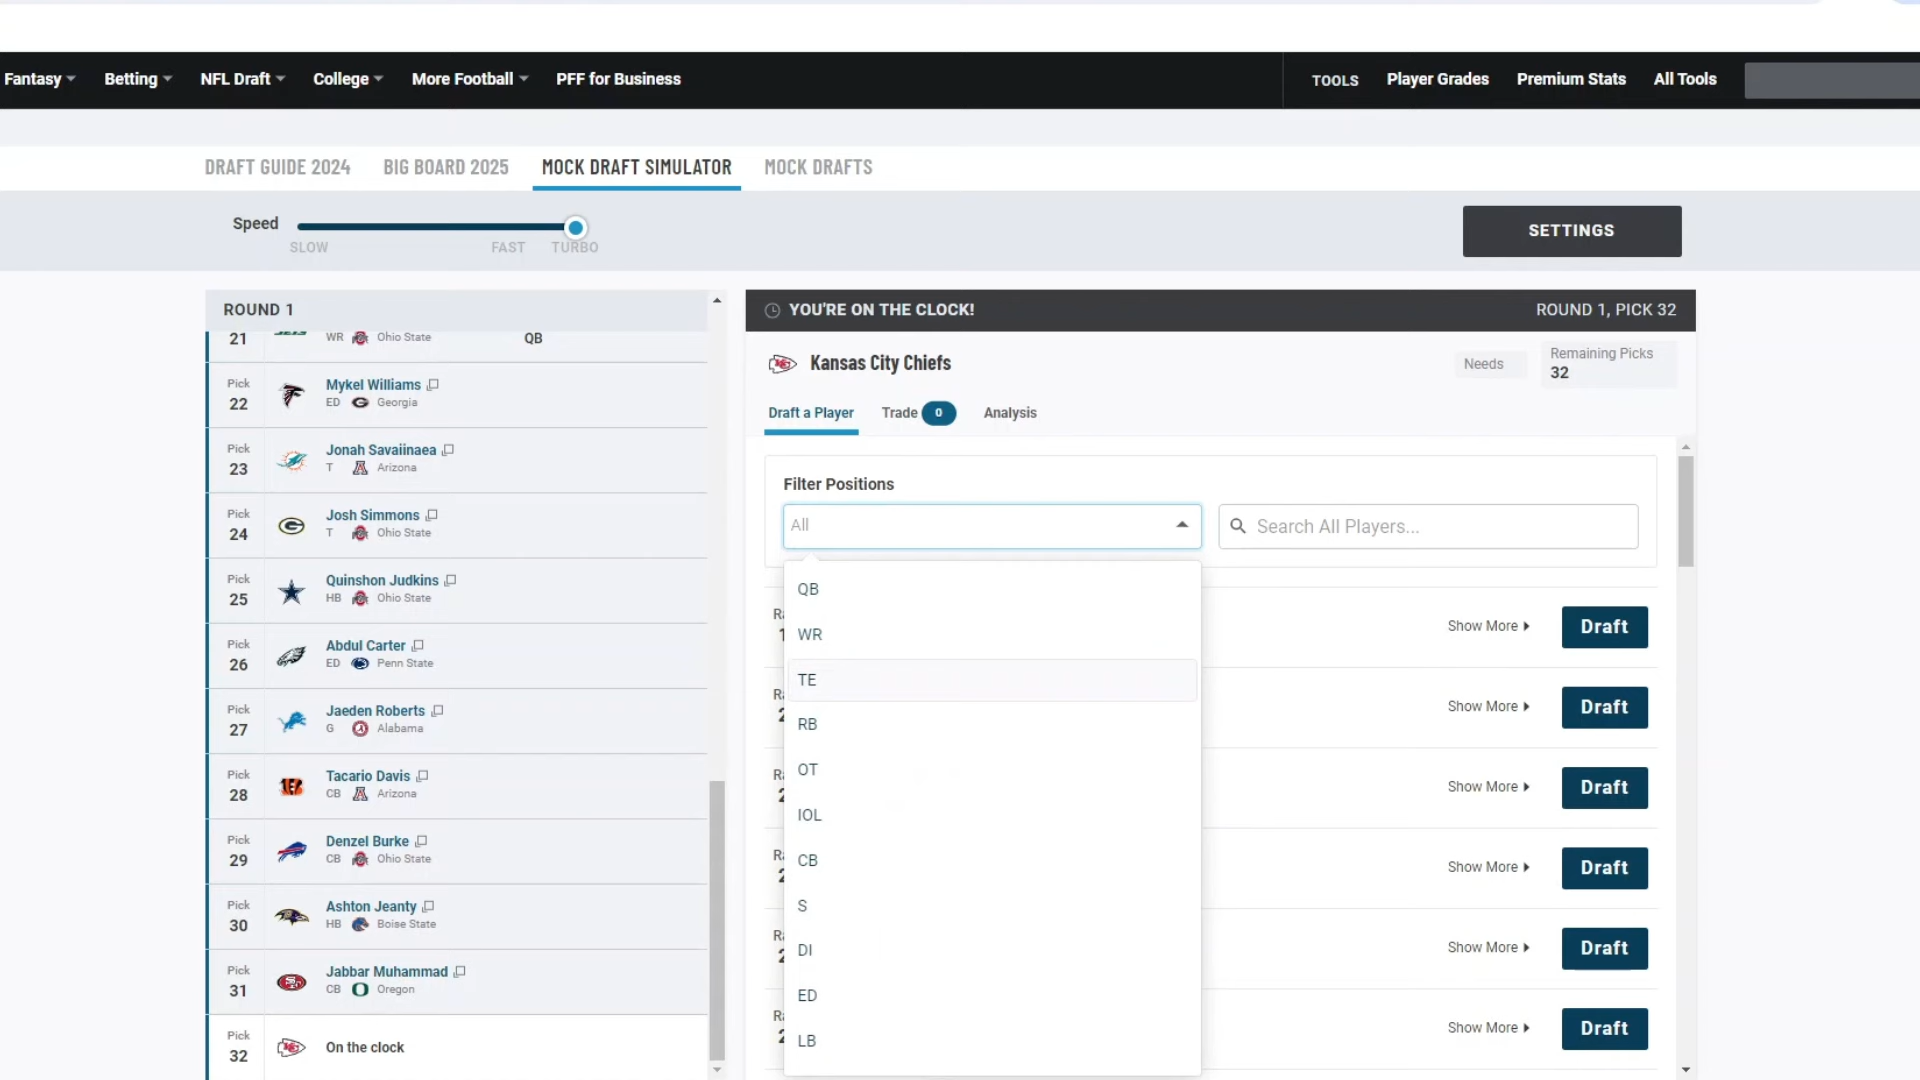 Fantasy Betting NFL Draft College More Football PFF for Business TOOLS Player Grades Premium Stats All Tools
DRAFT GUIDE 2024 BIG BOARD 2025 MOCK DRAFT SIMULATOR MOCK DRAFTS
Speed
SLOW FAST TURBO
SETTINGS
ROUND 1
21 WR Ohio State QB
Pick
22
Mykel Williams
ED Georgia
Pick
23
Jonah Savaiinaea
T Arizona
Pick
24
Josh Simmons
T Ohio State
Pick
25
Quinshon Judkins
HB Ohio State
Pick
26
Abdul Carter
ED Penn State
Pick
27
Jaeden Roberts
G Alabama
Pick
28
Tacario Davis
CB Arizona
Pick
29
Denzel Burke
CB Ohio State
Pick
30
Ashton Jeanty
HB Boise State
Pick
31
Jabbar Muhammad
CB Oregon
Pick
32
On the clock
YOU'RE ON THE CLOCK! ROUND 1, PICK 32
Kansas City Chiefs
Needs
Remaining Picks
32
Draft a Player Trade 0 Analysis
Filter Positions
All
Search All Players...
QB
WR
TE
RB
OT
IOL
CB
S
DI
ED
LB
Show More Draft
Show More Draft
Show More Draft
Show More Draft
Show More Draft
Show More Draft